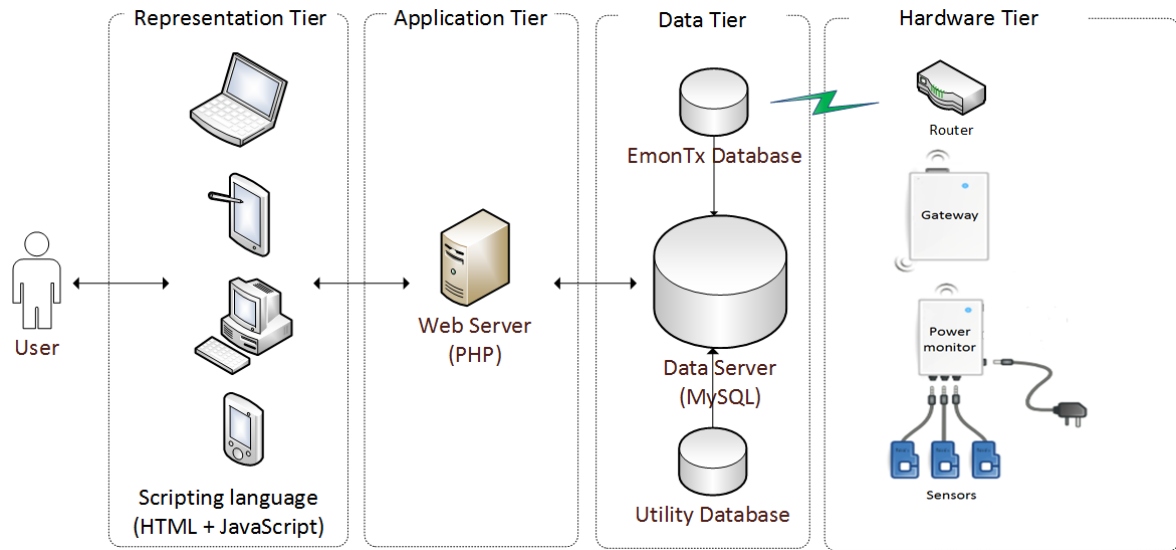 Representation Tier
Application Tier
Data Tier
Hardware Tier
Router
EmonTx Database
Gateway
User
Web Server
(PHP)
Data Server
(MySQL)
Power
monitor
Scripting language
(HTML + JavaScript)
Utility Database
Sensors